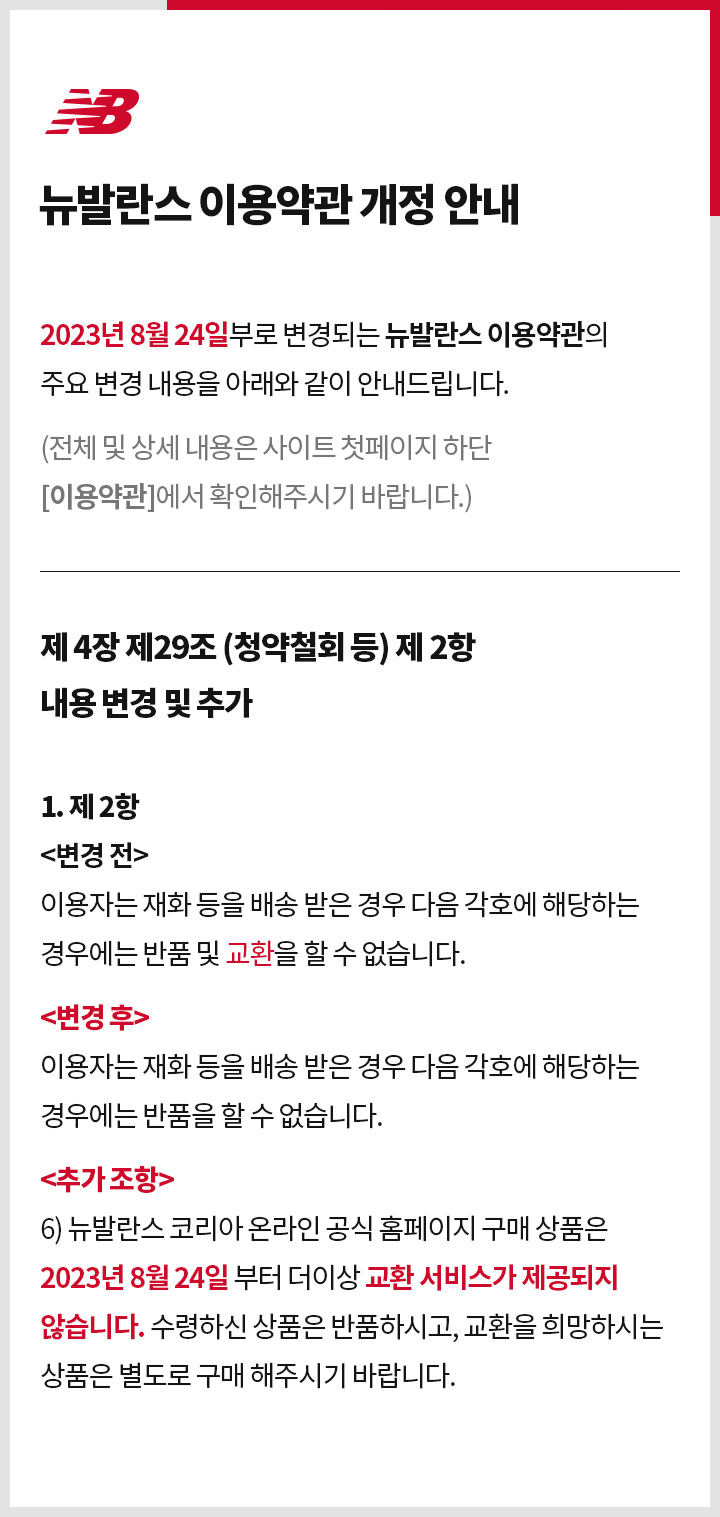 NB
뉴발란스 이용약관 개정 안내
2023년 8월 24일부로 변경되는 뉴발란스 이용약관의
주요 변경 내용을 아래와 같이 안내드립니다.
(전체 및 상세 내용은 사이트 첫페이지 하단
[이용약관]에서 확인해주시기 바랍니다.)
제 4장 제29조 (청약철회 등) 제 2항
내용 변경 및 추가
1. 제 2항
<변경 전>
이용자는 재화 등을 배송 받은 경우 다음 각호에 해당하는
경우에는 반품 및 교환을 할 수 없습니다.
<변경 후>
이용자는 재화 등을 배송 받은 경우 다음 각호에 해당하는
경우에는 반품을 할 수 없습니다.
<추가 조항>
6) 뉴발란스 코리아 온라인 공식 홈페이지 구매 상품은
2023년 8월 24일 부터 더이상 교환 서비스가 제공되지
않습니다. 수령하신 상품은 반품하시고, 교환을 희망하시는
상품은 별도로 구매 해주시기 바랍니다.